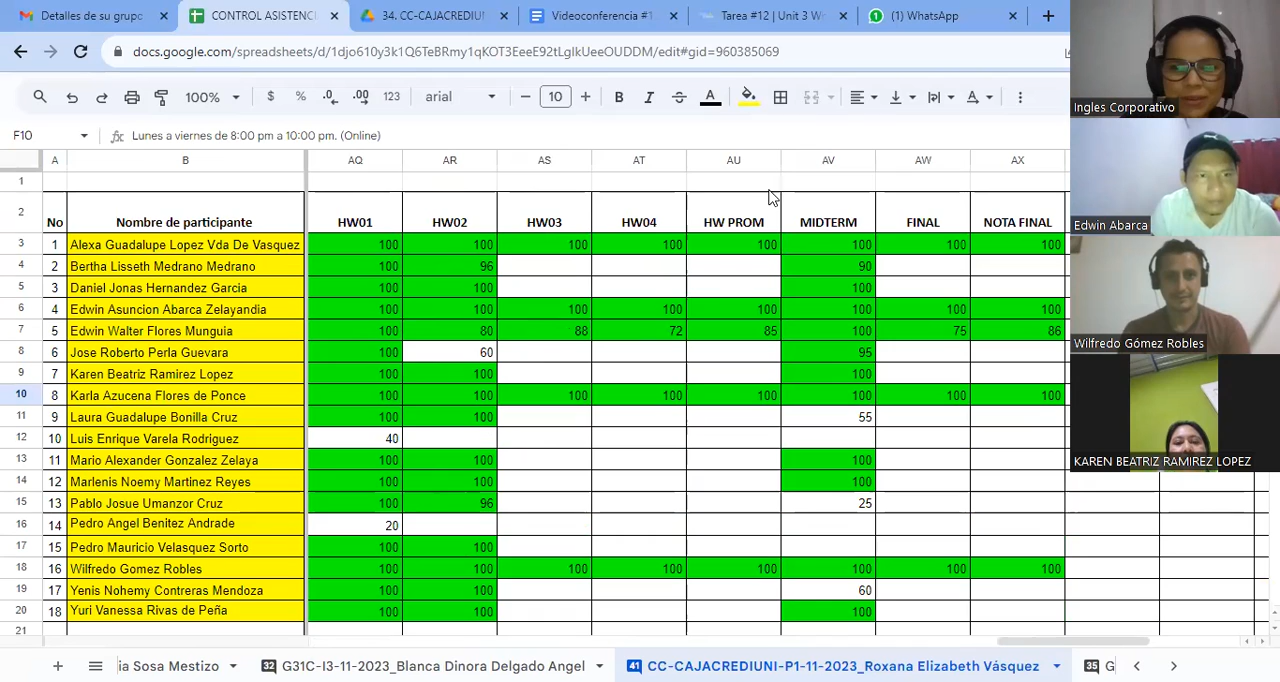 Detalles de su grupo
CONTROL ASISTENC
34. CC-CAJACREDIUNI
Videoconferencia #1
Tarea #12 | Unit 3 W
(1) WhatsApp
docs.google.com/spreadsheets/d/1djo610y3k1Q6TeBRmy1qKOT3EeeE92tLglkUeeOUDDM/edit#gid=960385069
100% $ % .0 .00 123 arial 10 B I A
F10 fx Lunes a viernes de 8:00 pm a 10:00 pm. (Online)
A B AQ AR AS AT AU AV AW AX
1
2 No Nombre de participante HW01 HW02 HW03 HW04 HW PROM MIDTERM FINAL NOTA FINAL
3 1 Alexa Guadalupe Lopez Vda De Vasquez 100 100 100 100 100 100 100 100
4 2 Bertha Lisseth Medrano Medrano 100 96 90
5 3 Daniel Jonas Hernandez Garcia 100 100 100
6 4 Edwin Asuncion Abarca Zelayandia 100 100 100 100 100 100 100 100
7 5 Edwin Walter Flores Munguia 100 80 88 72 85 100 75 86
8 6 Jose Roberto Perla Guevara 100 60 95
9 7 Karen Beatriz Ramirez Lopez 100 100 100
10 8 Karla Azucena Flores de Ponce 100 100 100 100 100 100 100 100
11 9 Laura Guadalupe Bonilla Cruz 100 100 55
12 10 Luis Enrique Varela Rodriguez 40
13 11 Mario Alexander Gonzalez Zelaya 100 100 100
14 12 Marlenis Noemy Martinez Reyes 100 100 100
15 13 Pablo Josue Umanzor Cruz 100 96 25
16 14 Pedro Angel Benitez Andrade 20
17 15 Pedro Mauricio Velasquez Sorto 100 100
18 16 Wilfredo Gomez Robles 100 100 100 100 100 100 100 100
19 17 Yenis Nohemy Contreras Mendoza 100 100 60
20 18 Yuri Vanessa Rivas de Peña 100 100 100
21
ia Sosa Mestizo
32 G31C-I3-11-2023_Blanca Dinora Delgado Angel
41 CC-CAJACREDIUNI-P1-11-2023_Roxana Elizabeth Vásquez
35 G
Ingles Corporativo
Edwin Abarca
Wilfredo Gómez Robles
KAREN BEATRIZ RAMIREZ LOPEZ